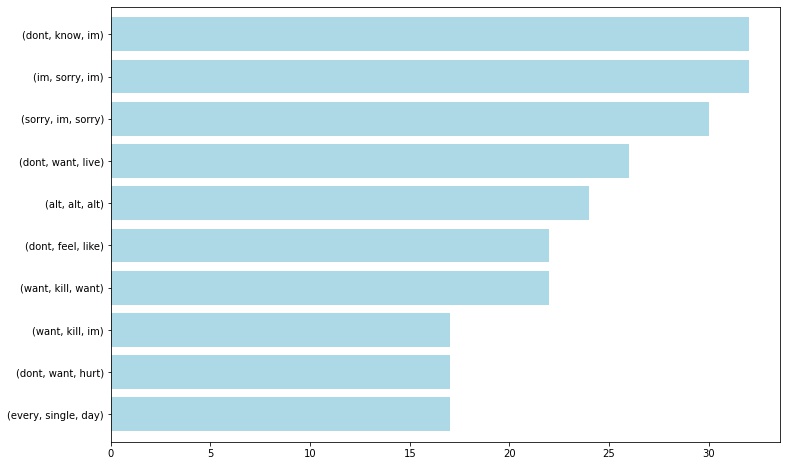 (dont, know, im)
(im, sorry, im)
(sorry, im, sorry)
(dont, want, live)
(alt, alt, alt)
(dont, feel, like)
(want, kill, want)
(want, kill, im)
(dont, want, hurt)
(every, single, day)
0 5 10 15 20 25 30